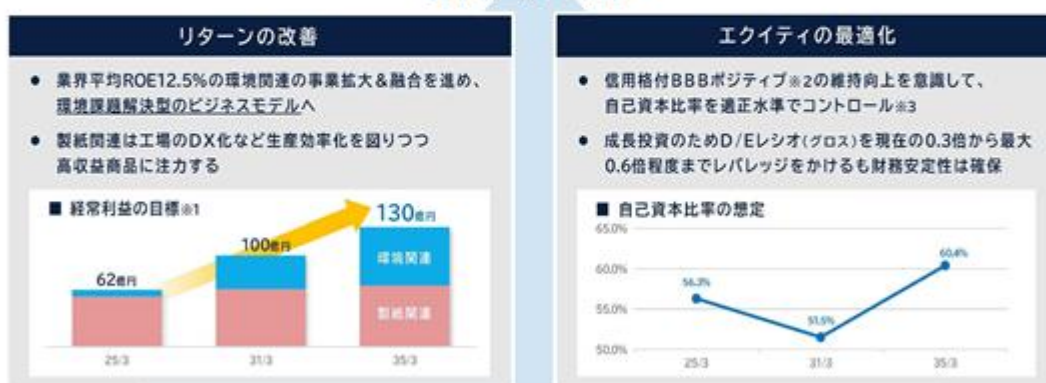 リターンの改善
● 業界平均ROE12.5%の環境関連の事業拡大&融合を進め、
環境課題解決型のビジネスモデルへ
● 製紙関連は工場のDX化など生産効率化を図りつつ
高収益商品に注力する
■ 経常利益の目標※1
130億円
100億円
62億円
環境関連
製紙関連
25/3 31/3 35/3
エクイティの最適化
● 信用格付BBBポジティブ※2の維持向上を意識して、
自己資本比率を適正水準でコントロール※3
● 成長投資のためD/Eレシオ(グロス)を現在の0.3倍から最大
0.6倍程度までレバレッジをかけるも財務安定性は確保
■ 自己資本比率の想定
65.0%
60.0%
55.0%
50.0%
56.3%
51.5%
60.4%
25/3 31/3 35/3